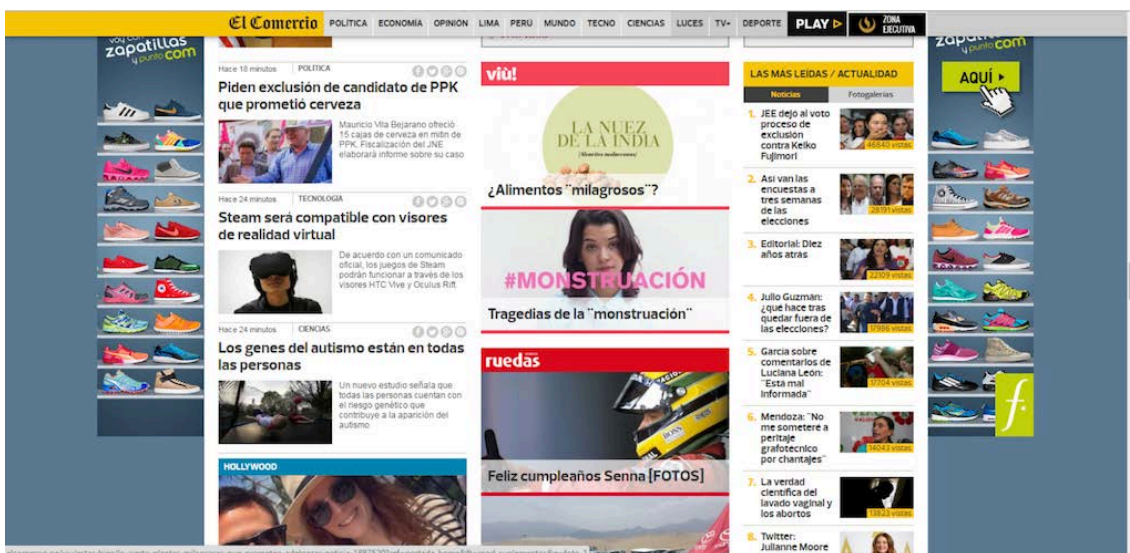 El Comercio POLÍTICA ECONOMÍA OPINIÓN LIMA PERÚ MUNDO TECNO CIENCIAS LUCES TV+ DEPORTE PLAY ZONA EJECUTIVA
zapatillas
y punto com
Hace 18 minutos POLÍTICA
Piden exclusión de candidato de PPK
que prometió cerveza
Mauricio Vila Bejarano ofreció
15 cajas de cerveza en mitin de
PPK. Fiscalización del JNE
elaborará informe sobre su caso
Hace 24 minutos TECNOLOGÍA
Steam será compatible con visores
de realidad virtual
De acuerdo con un comunicado
oficial, los juegos de Steam
podrán funcionar a través de los
visores HTC Vive y Oculus Rift
Hace 24 minutos CIENCIAS
Los genes del autismo están en todas
las personas
Un nuevo estudio señala que
todas las personas cuentan con
el riesgo genético que
contribuye a la aparición del
autismo
HOLLYWOOD
viù!
LA NUEZ
DE LA INDIA
¿Alimentos ¨milagrosos¨?
#MONSTRUACIÓN
Tragedias de la ¨monstruación¨
ruedas
BOSS
Feliz cumpleaños Senna [FOTOS]
LAS MÁS LEÍDAS / ACTUALIDAD
Noticias Fotogalerías
1. JEE dejó al voto
proceso de
exclusión
contra Keiko
Fujimori
46840 vistas
2. Así van las
encuestas a
tres semanas
de las
elecciones
28191 vistas
3. Editorial: Diez
años atrás
22109 vistas
4. Julio Guzmán:
¿qué hace tras
quedar fuera de
las elecciones?
17986 vistas
5. García sobre
comentarios de
Luciana León:
¨Está mal
informada¨
17704 vistas
6. Mendoza: ¨No
me someteré a
peritaje
grafotécnico
por chantajes¨
14043 vistas
7. La verdad
científica del
lavado vaginal y
los abortos
13823 vistas
8. Twitter:
Julianne Moore
zapatillas
y punto com
AQUÍ
f.